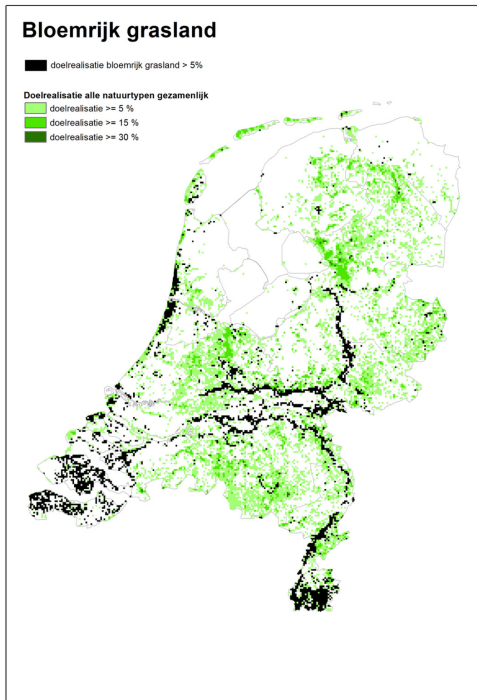 Bloemrijk grasland
doelrealisatie bloemrijk grasland > 5%
Doelrealisatie alle natuurtypen gezamenlijk
doelrealisatie >= 5 %
doelrealisatie >= 15 %
doelrealisatie >= 30 %